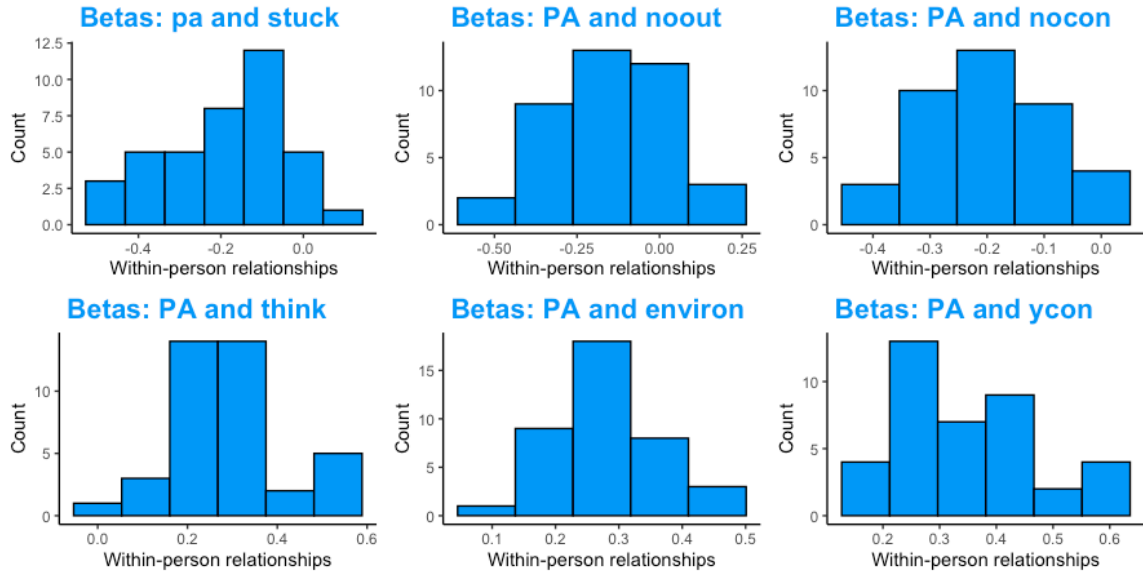 Betas: pa and stuck
12.5
10.0
7.5
5.0
2.5
0.0
Count
-0.4 -0.2 0.0
Within-person relationships
Betas: PA and noout
10
5
0
Count
-0.50 -0.25 0.00 0.25
Within-person relationships
Betas: PA and nocon
10
5
0
Count
-0.4 -0.3 -0.2 -0.1 0.0
Within-person relationships
Betas: PA and think
10
5
0
Count
0.0 0.2 0.4 0.6
Within-person relationships
Betas: PA and environ
15
10
5
0
Count
0.1 0.2 0.3 0.4 0.5
Within-person relationships
Betas: PA and ycon
10
5
0
Count
0.2 0.3 0.4 0.5 0.6
Within-person relationships